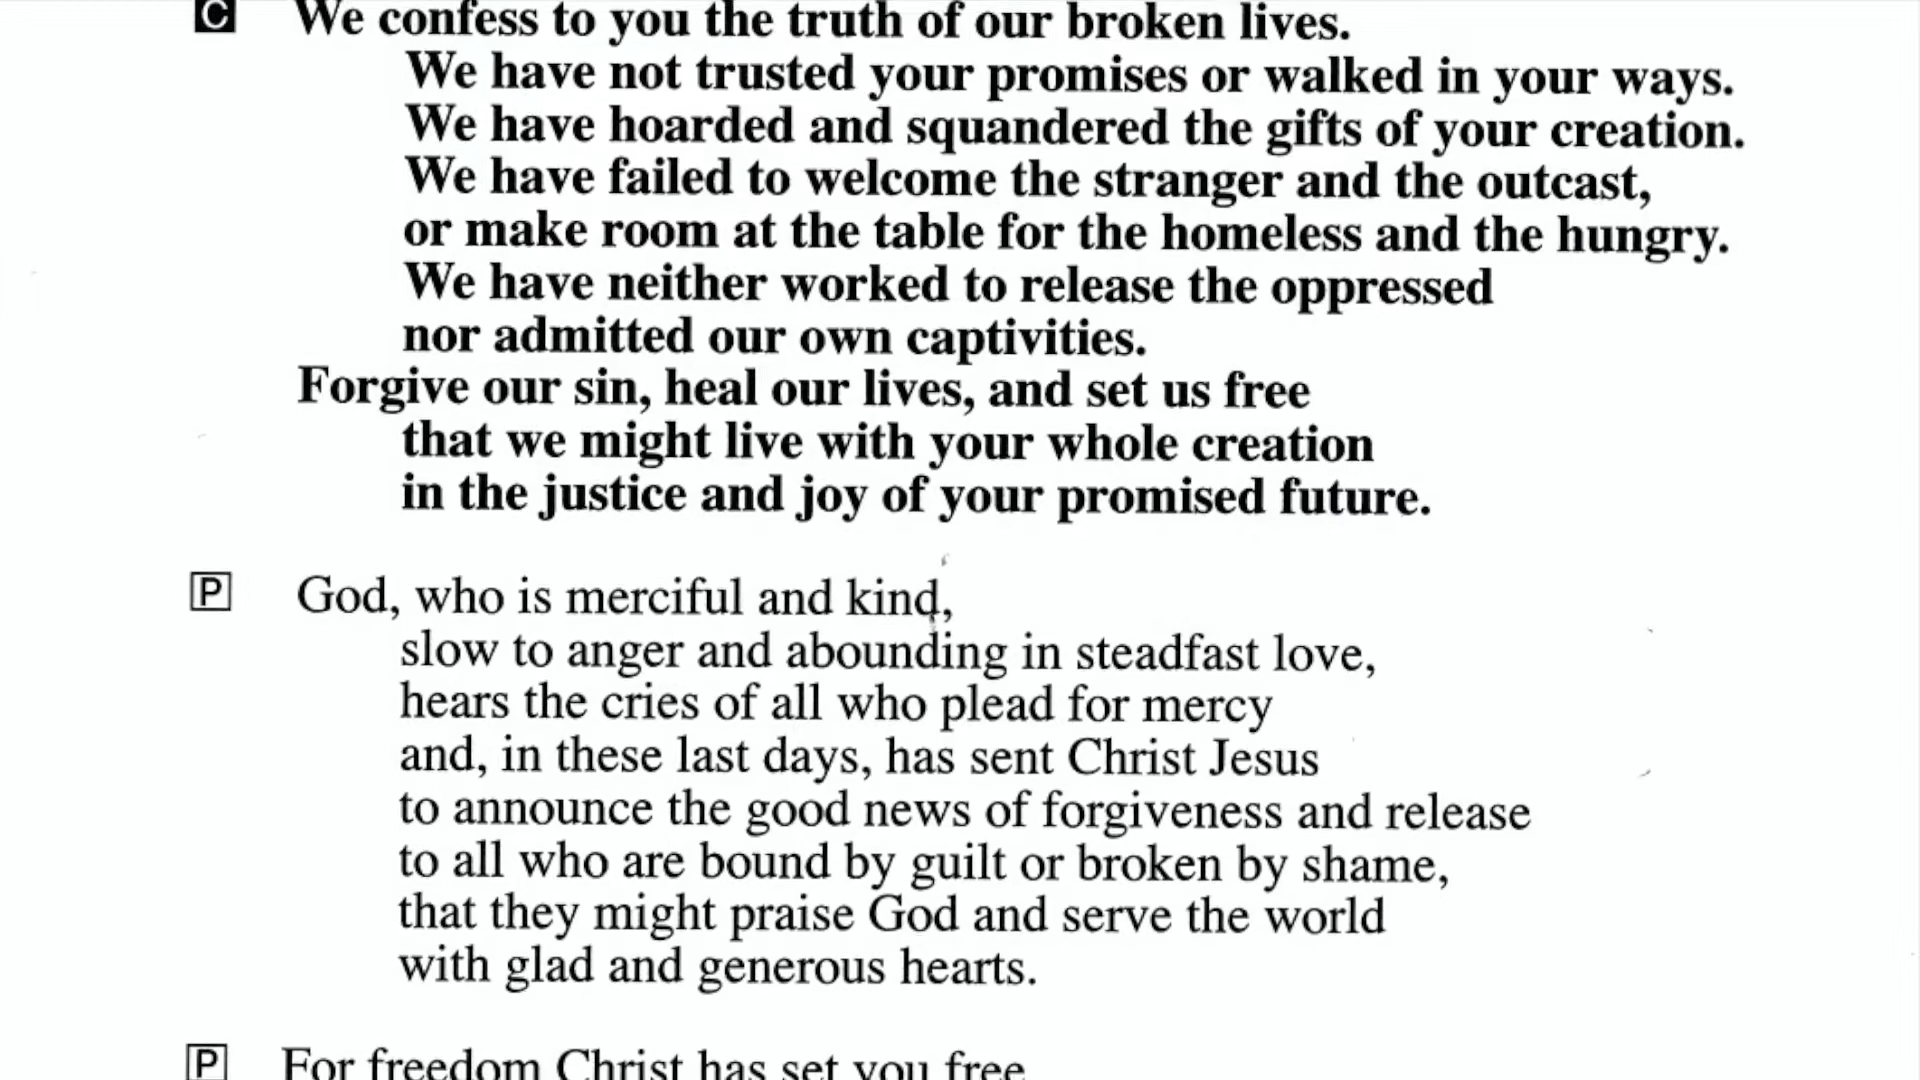 C We confess to you the truth of our broken lives.
We have not trusted your promises or walked in your ways.
We have hoarded and squandered the gifts of your creation.
We have failed to welcome the stranger and the outcast,
or make room at the table for the homeless and the hungry.
We have neither worked to release the oppressed
nor admitted our own captivities.
Forgive our sin, heal our lives, and set us free
that we might live with your whole creation
in the justice and joy of your promised future.
P God, who is merciful and kind,
slow to anger and abounding in steadfast love,
hears the cries of all who plead for mercy
and, in these last days, has sent Christ Jesus
to announce the good news of forgiveness and release
to all who are bound by guilt or broken by shame,
that they might praise God and serve the world
with glad and generous hearts.
P For freedom Christ has set you free